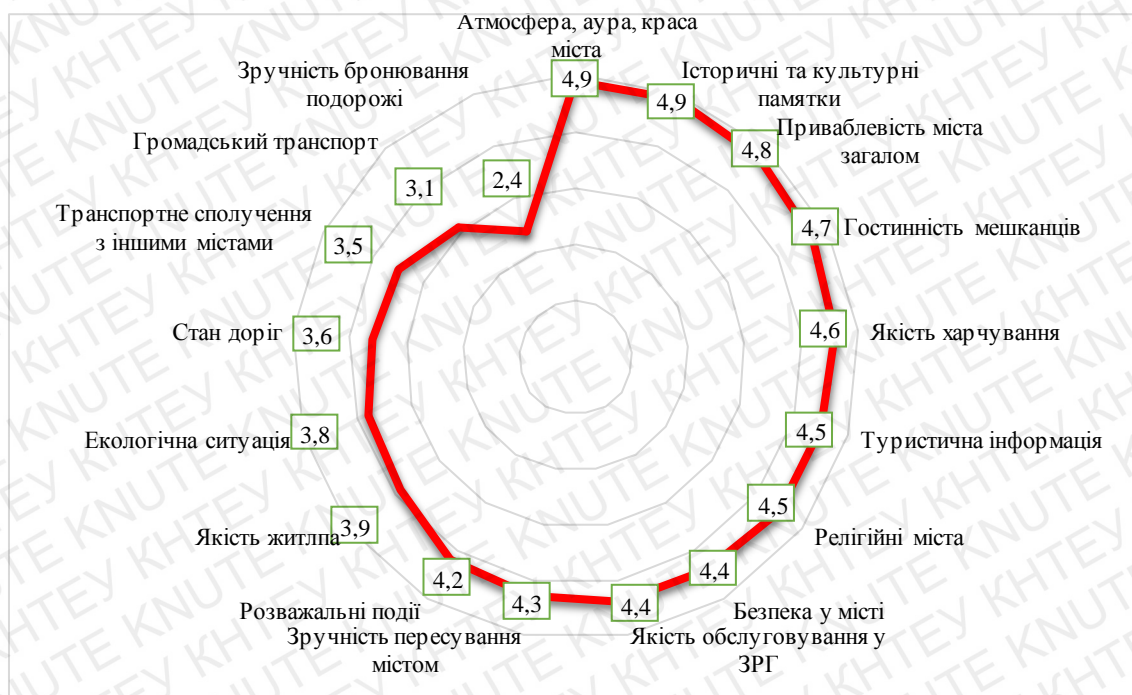 Атмосфера, аура, краса
міста
4,9
Історичні та культурні
памятки
4,9
Приваблевість міста
загалом
4,8
Гостинність мешканців
4,7
Якість харчування
4,6
Туристична інформація
4,5
Релігійні міста
4,5
Безпека у місті
4,4
Якість обслуговування у
ЗРГ
4,4
Зручність пересування
містом
4,3
Розважальні події
4,2
Якість житлпа
3,9
Екологічна ситуація
3,8
Стан доріг
3,6
Транспортне сполучення
з іншими містами
3,5
Громадський транспорт
3,1
Зручність бронювання
подорожі
2,4